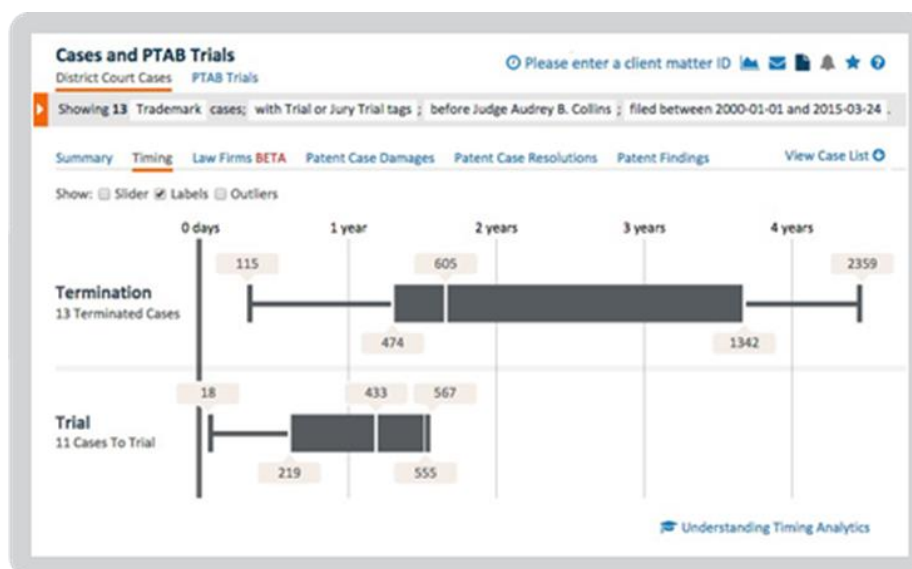 Cases and PTAB Trials
District Court Cases PTAB Trials
Please enter a client matter ID
Showing 13 Trademark cases; with Trial or Jury Trial tags ; before Judge Audrey B. Collins ; filed between 2000-01-01 and 2015-03-24 .
Summary Timing Law Firms BETA Patent Case Damages Patent Case Resolutions Patent Findings View Case List
Show: Slider Labels Outliers
0 days 1 year 2 years 3 years 4 years
115 605 2359
Termination
13 Terminated Cases
474 1342
18 433 567
Trial
11 Cases To Trial
219 555
Understanding Timing Analytics